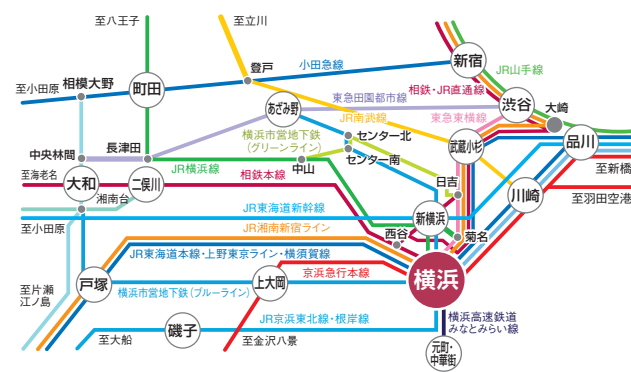 至八王子
至立川
登戸
小田急線
新宿
JR山手線
至小田原
相模大野
町田
相鉄・JR直通線
渋谷
大崎
あざみ野
東急田園都市線
JR南武線
東急東横線
品川
横浜市営地下鉄
（グリーンライン）
センター北
センター南
武蔵小杉
中央林間
長津田
JR横浜線
中山
至新橋
至海老名
大和
二俣川
相鉄本線
日吉
川崎
至羽田空港
湘南台
JR東海道新幹線
新横浜
至小田原
JR湘南新宿ライン
西谷
菊名
JR東海道本線・上野東京ライン・横須賀線
京浜急行本線
横浜
至片瀬
江ノ島
戸塚
横浜市営地下鉄（ブルーライン）
上大岡
JR京浜東北線・根岸線
横浜高速鉄道
みなとみらい線
磯子
至大船
至金沢八景
元町・
中華街